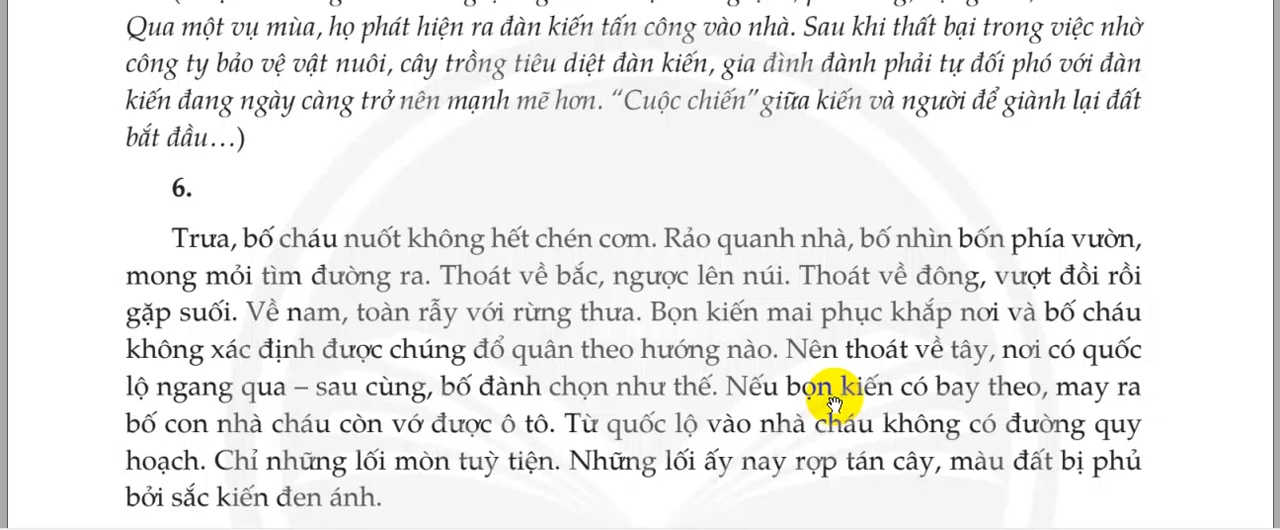 Qua một vụ mùa, họ phát hiện ra đàn kiến tấn công vào nhà. Sau khi thất bại trong việc nhờ
công ty bảo vệ vật nuôi, cây trồng tiêu diệt đàn kiến, gia đình đành phải tự đối phó với đàn
kiến đang ngày càng trở nên mạnh mẽ hơn. “Cuộc chiến” giữa kiến và người để giành lại đất
bắt đầu…)
6.
Trưa, bố cháu nuốt không hết chén cơm. Rảo quanh nhà, bố nhìn bốn phía vườn,
mong mỏi tìm đường ra. Thoát về bắc, ngược lên núi. Thoát về đông, vượt đồi rồi
gặp suối. Về nam, toàn rẫy với rừng thưa. Bọn kiến mai phục khắp nơi và bố cháu
không xác định được chúng đổ quân theo hướng nào. Nên thoát về tây, nơi có quốc
lộ ngang qua – sau cùng, bố đành chọn như thế. Nếu bọn kiến có bay theo, may ra
bố con nhà cháu còn vớ được ô tô. Từ quốc lộ vào nhà cháu không có đường quy
hoạch. Chỉ những lối mòn tuỳ tiện. Những lối ấy nay rợp tán cây, màu đất bị phủ
bởi sắc kiến đen ánh.